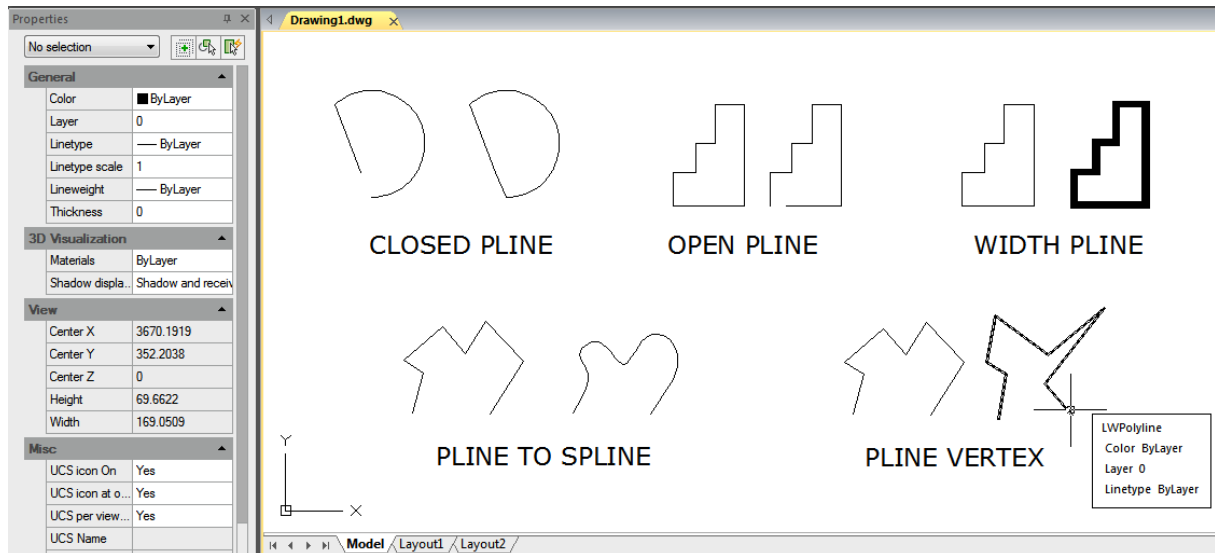 Properties
No selection
General
Color ByLayer
Layer 0
Linetype ByLayer
Linetype scale 1
Lineweight ByLayer
Thickness 0
3D Visualization
Materials ByLayer
Shadow displa.. Shadow and receiv
View
Center X 3670.1919
Center Y 352.2038
Center Z 0
Height 69.6622
Width 169.0509
Misc
UCS icon On Yes
UCS icon at o... Yes
UCS per view... Yes
UCS Name
Drawing1.dwg
CLOSED PLINE
OPEN PLINE
WIDTH PLINE
PLINE TO SPLINE
PLINE VERTEX
LWPolyline
Color ByLayer
Layer 0
Linetype ByLayer
Y
X
Model Layout1 Layout2